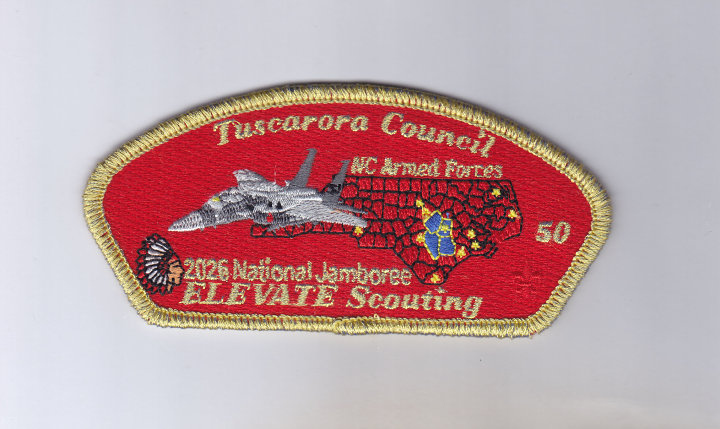 Tuscarora Council
NC Armed Forces
50
2026 National Jamboree
ELEVATE Scouting